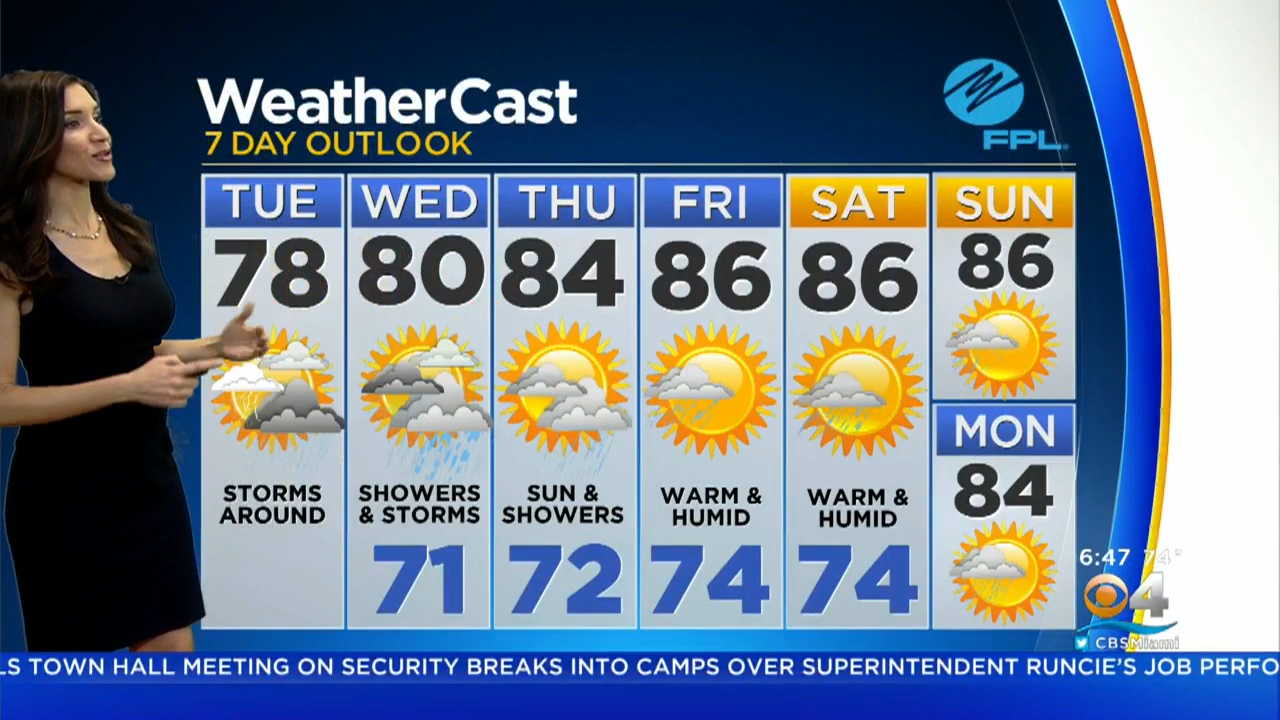 WeatherCast
7 DAY OUTLOOK
FPL.
TUE
78
STORMS
AROUND
WED
80
SHOWERS
& STORMS
71
THU
84
SUN &
SHOWERS
72
FRI
86
WARM &
HUMID
74
SAT
86
WARM &
HUMID
74
SUN
86
MON
84
6:47 74°
4
CBSMiami
LS TOWN HALL MEETING ON SECURITY BREAKS INTO CAMPS OVER SUPERINTENDENT RUNCIE'S JOB PERFO